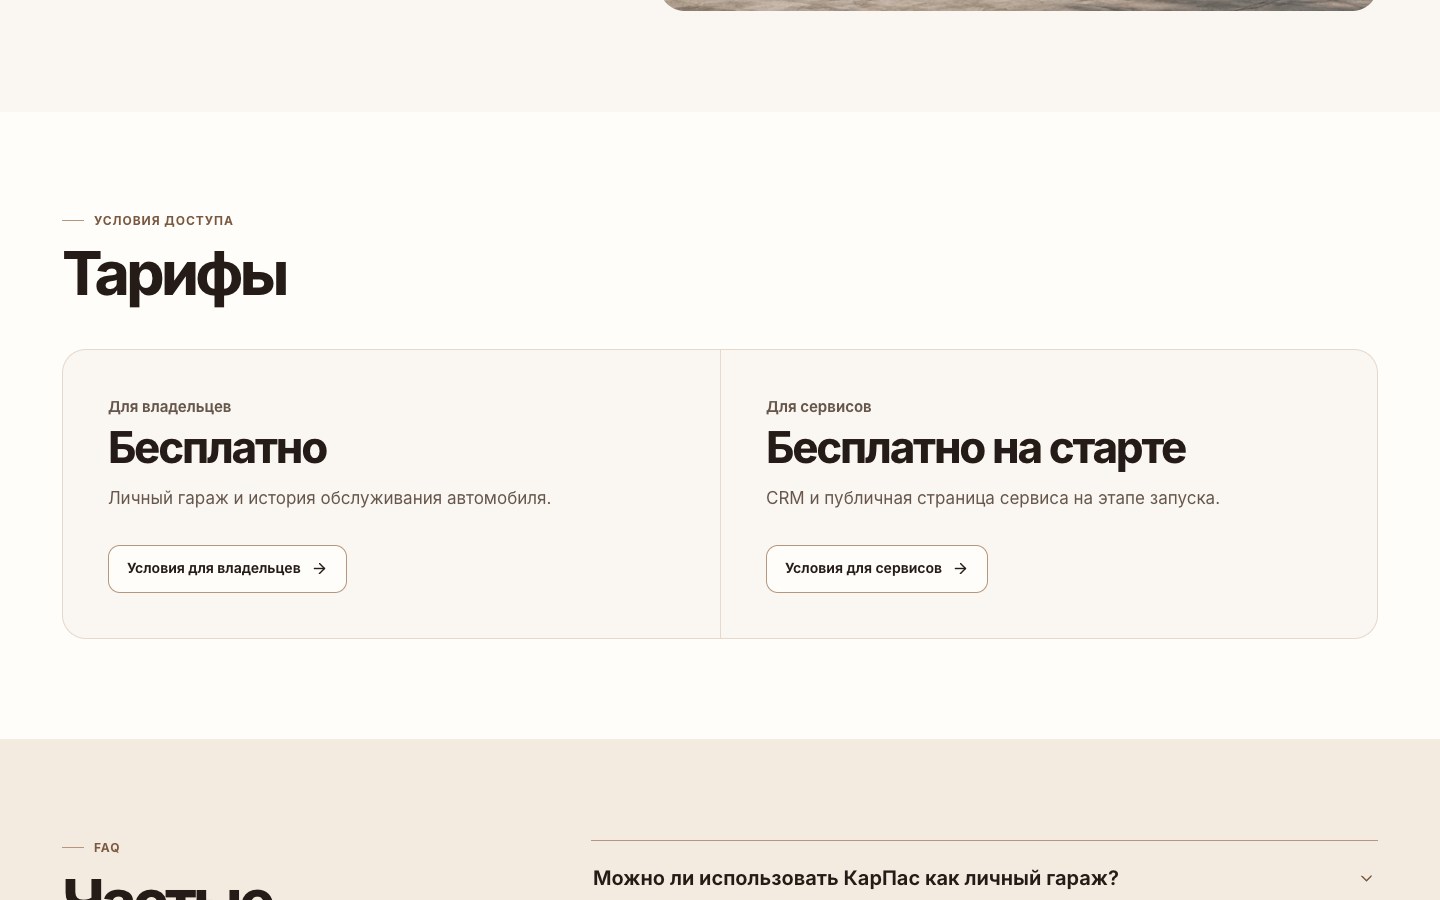 УСЛОВИЯ ДОСТУПА
Тарифы
Для владельцев
Бесплатно
Личный гараж и история обслуживания автомобиля.
Условия для владельцев
Для сервисов
Бесплатно на старте
CRM и публичная страница сервиса на этапе запуска.
Условия для сервисов
FAQ
Частые
Можно ли использовать КарПас как личный гараж?